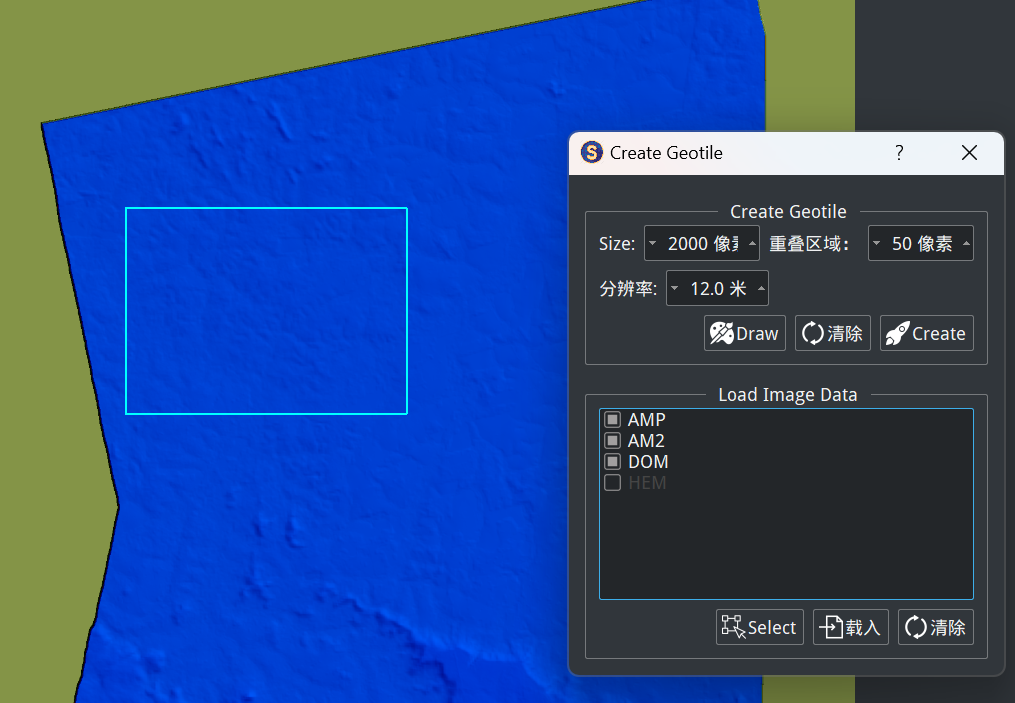 S Create Geotile ?
Create Geotile
Size: 2000 像素 重叠区域: 50 像素
分辨率: 12.0 米
Draw 清除 Create
Load Image Data
AMP
AM2
DOM
HEM
Select 载入 清除